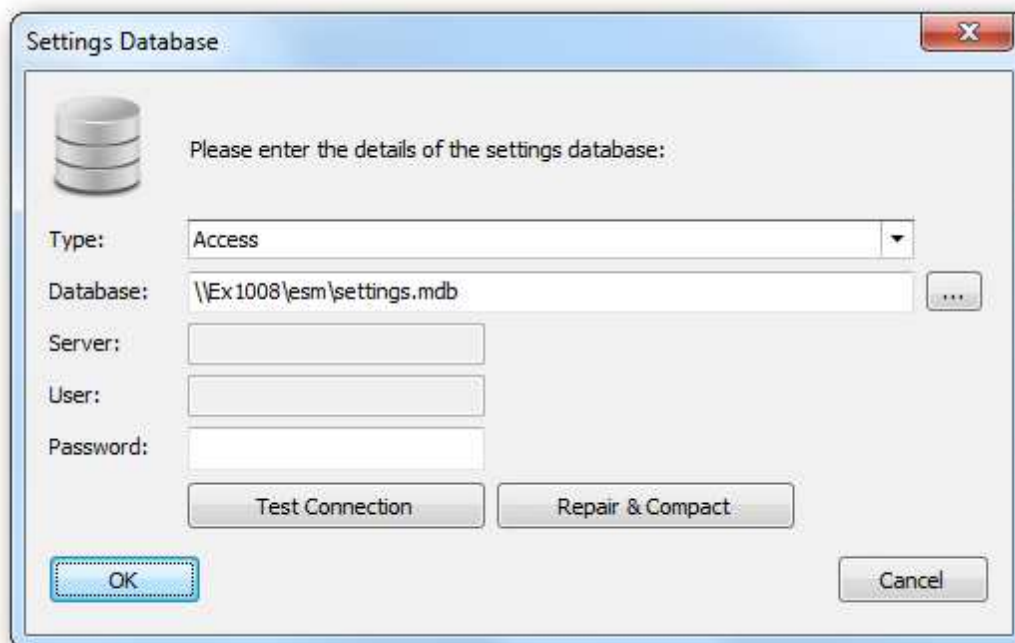 Settings Database
Please enter the details of the settings database:
Type: Access
Database: \\Ex1008\esm\settings.mdb ...
Server:
User:
Password:
Test Connection Repair & Compact
OK Cancel